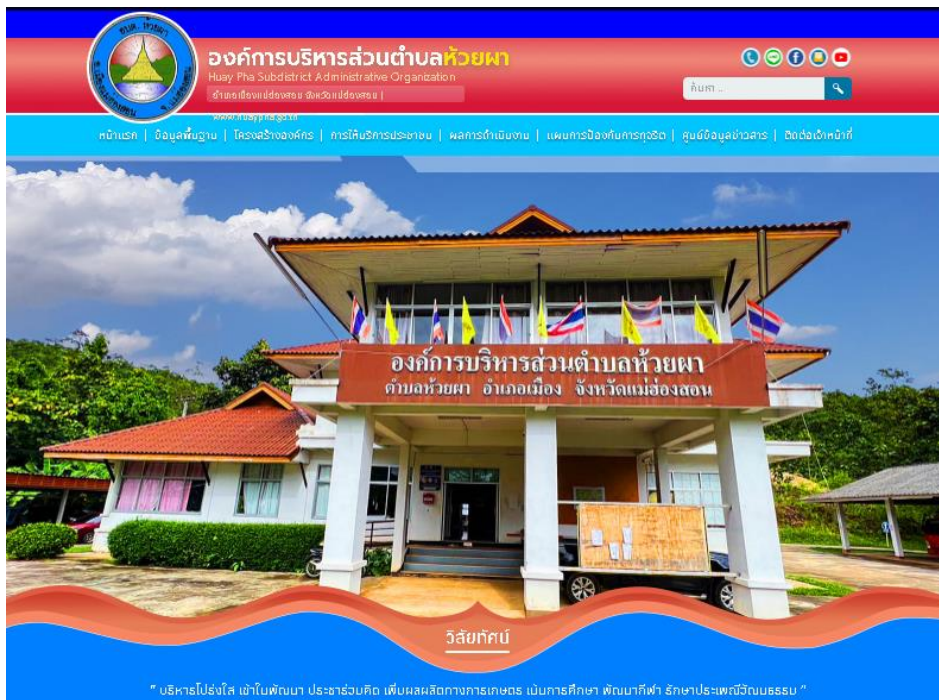 อบต. ห้วยผา
องค์การบริหารส่วนตำบลห้วยผา
Huay Pha Subdistrict Administrative Organization
อำเภอเมืองแม่ฮ่องสอน จังหวัดแม่ฮ่องสอน |
www.huaypha.go.th
ค้นหา ...
หน้าแรก | ข้อมูลพื้นฐาน | โครงสร้างองค์กร | การให้บริการประชาชน | ผลการดำเนินงาน | แผนการป้องกันการทุจริต | ศูนย์ข้อมูลข่าวสาร | ติดต่อเจ้าหน้าที่
องค์การบริหารส่วนตำบลห้วยผา
ตำบลห้วยผา อำเภอเมือง จังหวัดแม่ฮ่องสอน
วิสัยทัศน์
" บริหารโปร่งใส เข้าใจพัฒนา ประชาร่วมคิด เพิ่มผลผลิตทางการเกษตร เน้นการศึกษา พัฒนากีฬา รักษาประเพณีวัฒนธรรม "